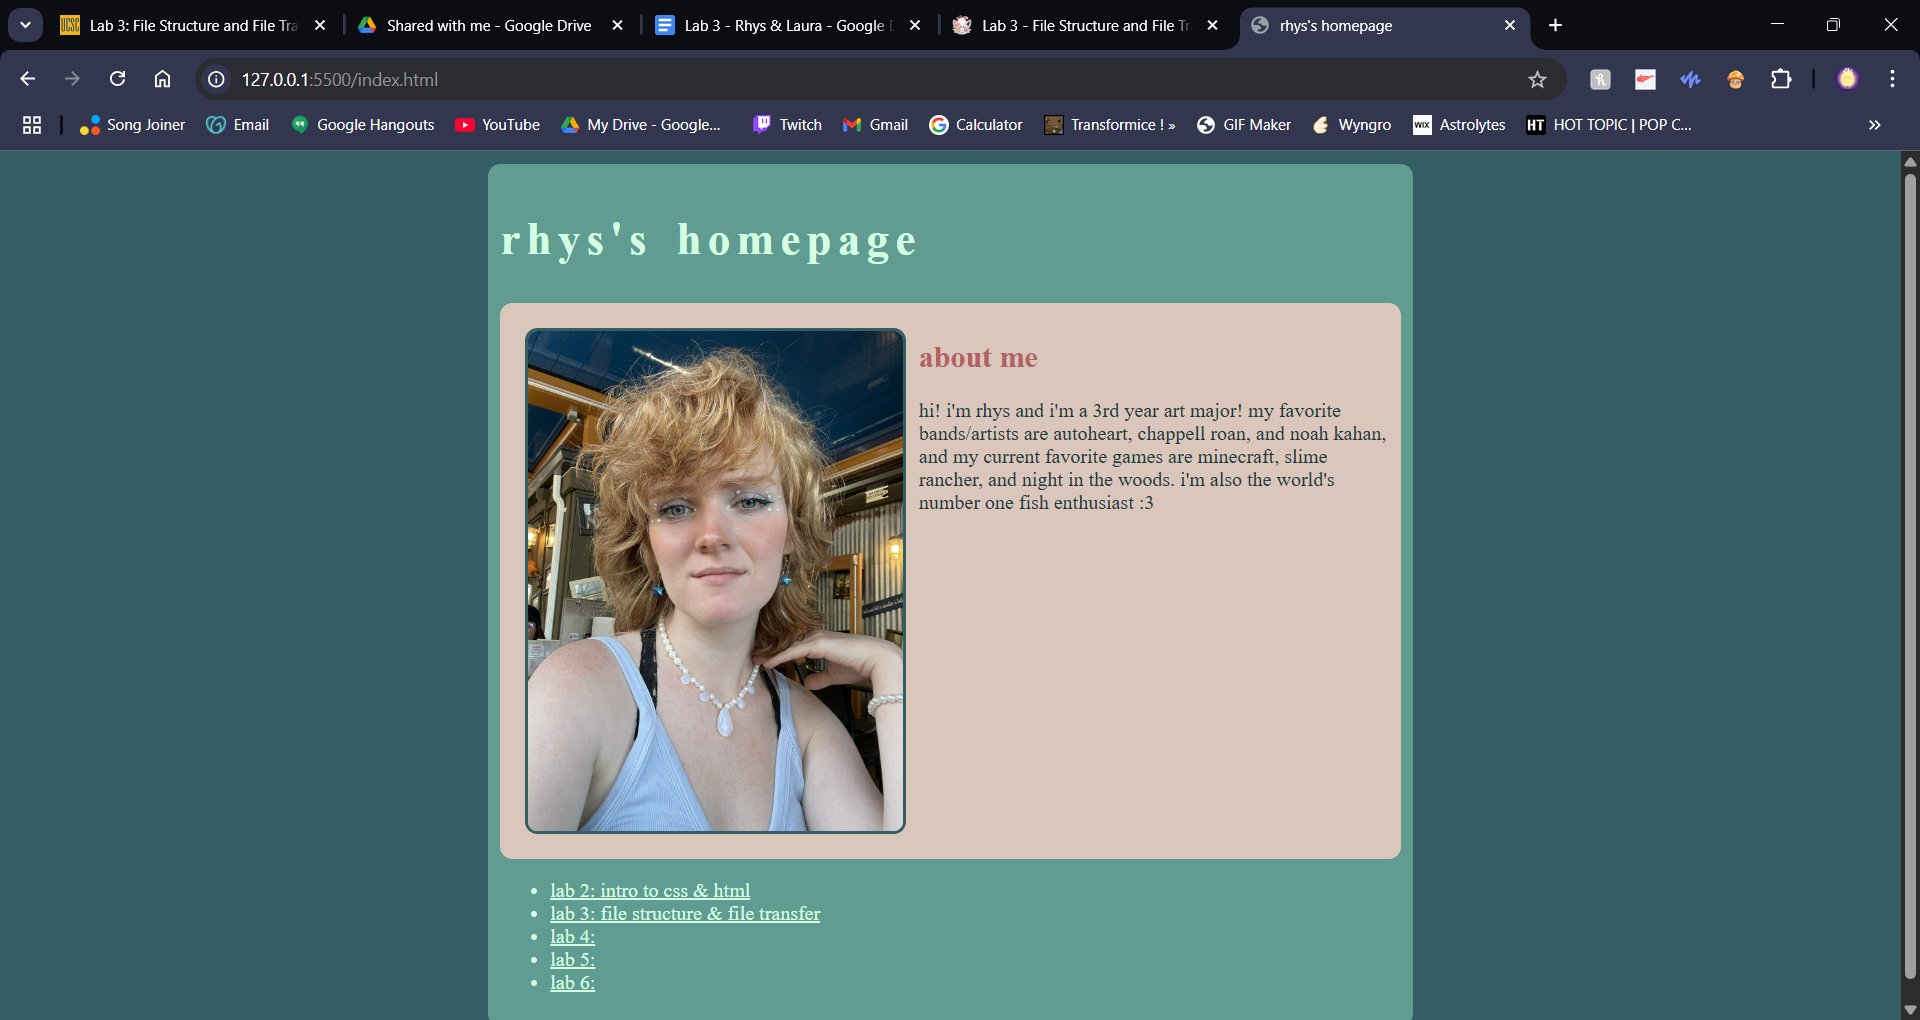 Lab 3: File Structure and File Tra
Shared with me - Google Drive
Lab 3 - Rhys & Laura - Google
Lab 3 - File Structure and File Tr
rhys's homepage
127.0.0.1:5500/index.html
Song Joiner
Email
Google Hangouts
YouTube
My Drive - Google...
Twitch
Gmail
Calculator
Transformice ! »
GIF Maker
Wyngro
WiX
Astrolytes
HT
HOT TOPIC | POP C...
rhys's homepage
about me
hi! i'm rhys and i'm a 3rd year art major! my favorite
bands/artists are autoheart, chappell roan, and noah kahan,
and my current favorite games are minecraft, slime
rancher, and night in the woods. i'm also the world's
number one fish enthusiast :3
lab 2: intro to css & html
lab 3: file structure & file transfer
lab 4:
lab 5:
lab 6: